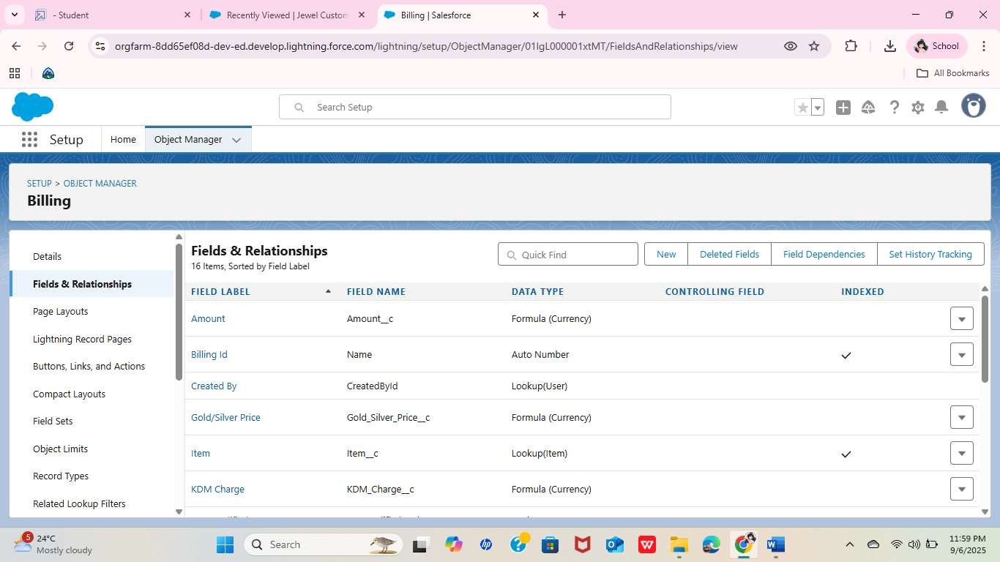 - Student
Recently Viewed | Jewel Custom
Billing | Salesforce
orgfarm-8dd65ef08d-dev-ed.develop.lightning.force.com/lightning/setup/ObjectManager/01IgL000001xtMT/FieldsAndRelationships/view
School
All Bookmarks
Search Setup
Setup
Home
Object Manager
SETUP > OBJECT MANAGER
Billing
Details
Fields & Relationships
Page Layouts
Lightning Record Pages
Buttons, Links, and Actions
Compact Layouts
Field Sets
Object Limits
Record Types
Related Lookup Filters
Fields & Relationships
16 Items, Sorted by Field Label
Quick Find
New
Deleted Fields
Field Dependencies
Set History Tracking
FIELD LABEL FIELD NAME DATA TYPE CONTROLLING FIELD INDEXED
Amount Amount__c Formula (Currency)
Billing Id Name Auto Number
Created By CreatedById Lookup(User)
Gold/Silver Price Gold_Silver_Price__c Formula (Currency)
Item Item__c Lookup(Item)
KDM Charge KDM_Charge__c Formula (Currency)
5
24°C
Mostly cloudy
Search
11:59 PM
9/6/2025